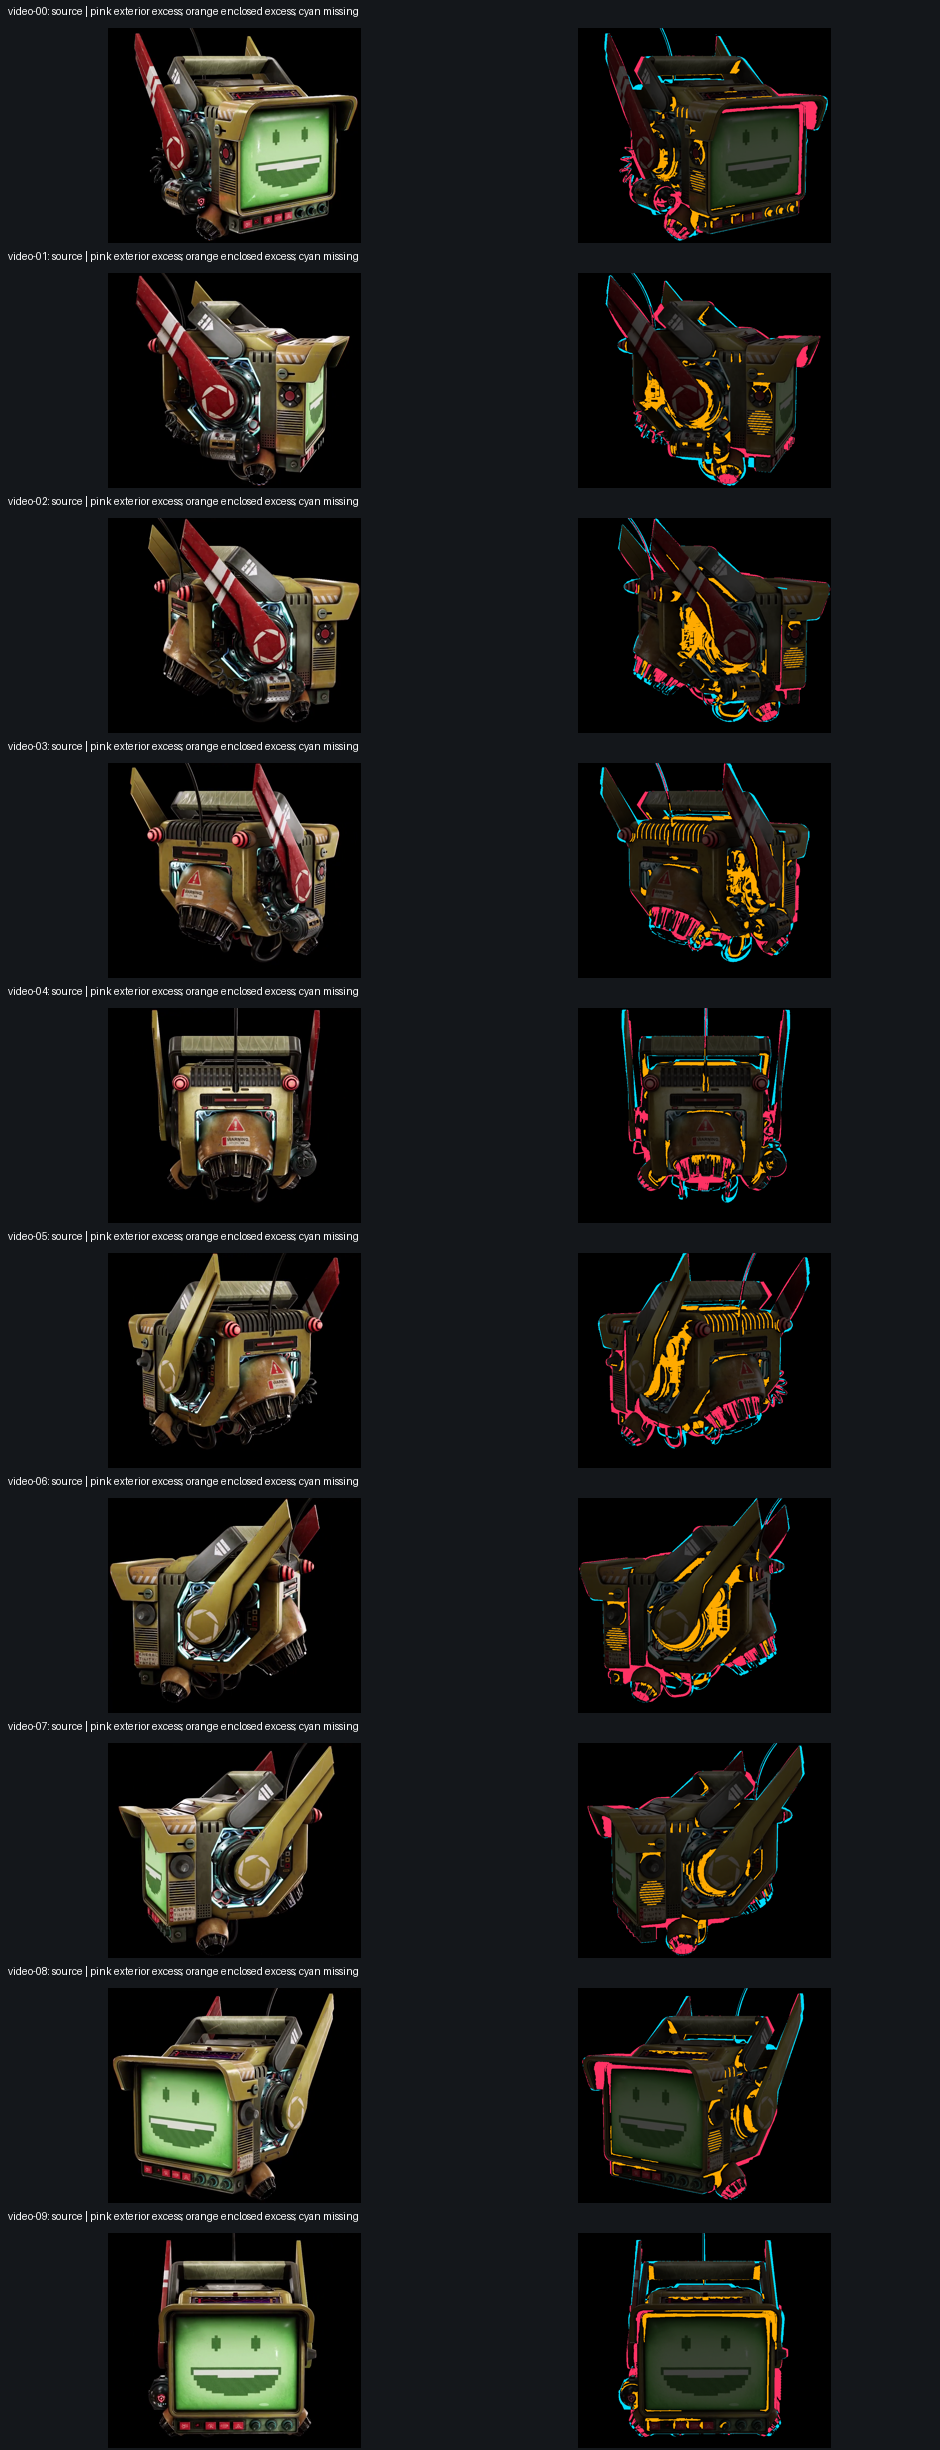 video-00: source | pink exterior excess; orange enclosed excess; cyan missing
video-01: source | pink exterior excess; orange enclosed excess; cyan missing
video-02: source | pink exterior excess; orange enclosed excess; cyan missing
video-03: source | pink exterior excess; orange enclosed excess; cyan missing
WARNING
video-04: source | pink exterior excess; orange enclosed excess; cyan missing
WARNING
video-05: source | pink exterior excess; orange enclosed excess; cyan missing
WARNING
video-06: source | pink exterior excess; orange enclosed excess; cyan missing
video-07: source | pink exterior excess; orange enclosed excess; cyan missing
video-08: source | pink exterior excess; orange enclosed excess; cyan missing
video-09: source | pink exterior excess; orange enclosed excess; cyan missing